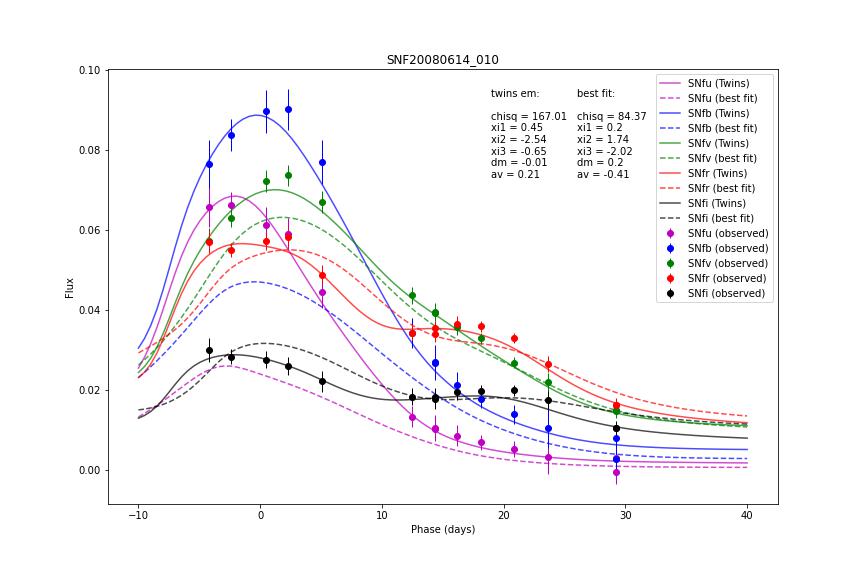 SNF20080614_010
twins em: best fit:
chisq = 167.01 chisq = 84.37
xi1 = 0.45 xi1 = 0.2
xi2 = -2.54 xi2 = 1.74
xi3 = -0.65 xi3 = -2.02
dm = -0.01 dm = 0.2
av = 0.21 av = -0.41
SNfu (Twins)
SNfu (best fit)
SNfb (Twins)
SNfb (best fit)
SNfv (Twins)
SNfv (best fit)
SNfr (Twins)
SNfr (best fit)
SNfi (Twins)
SNfi (best fit)
SNfu (observed)
SNfb (observed)
SNfv (observed)
SNfr (observed)
SNfi (observed)
Flux
0.10
0.08
0.06
0.04
0.02
0.00
−10 0 10 20 30 40
Phase (days)